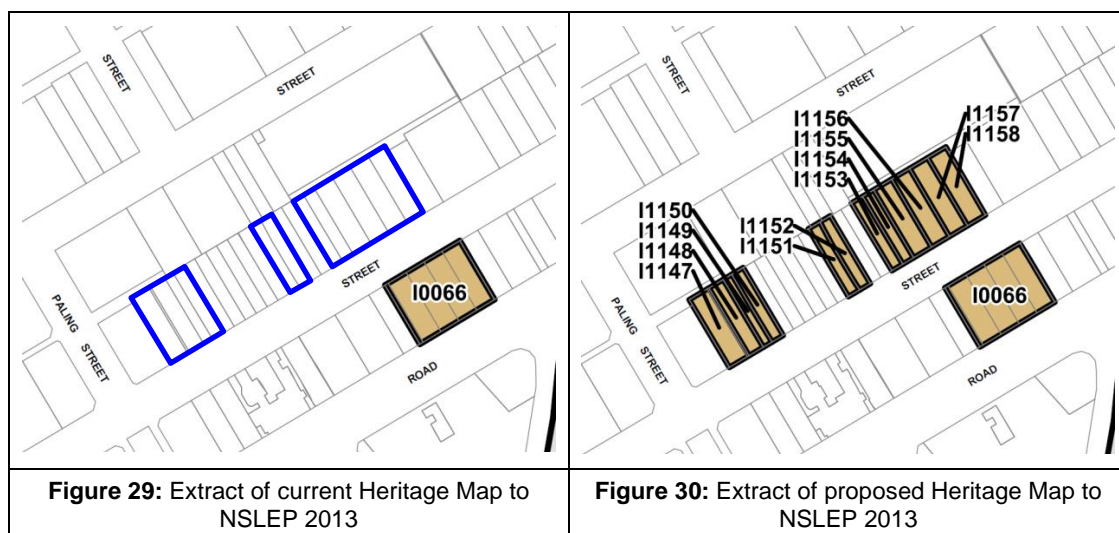 STREET
STREET
STREET
PALING
STREET
I0066
ROAD
STREET
STREET
I1156
I1155
I1154
I1153
I1157
I1158
I1150
I1149
I1148
I1147
I1152
I1151
STREET
PALING
STREET
I0066
ROAD
Figure 29: Extract of current Heritage Map to
NSLEP 2013
Figure 30: Extract of proposed Heritage Map to
NSLEP 2013